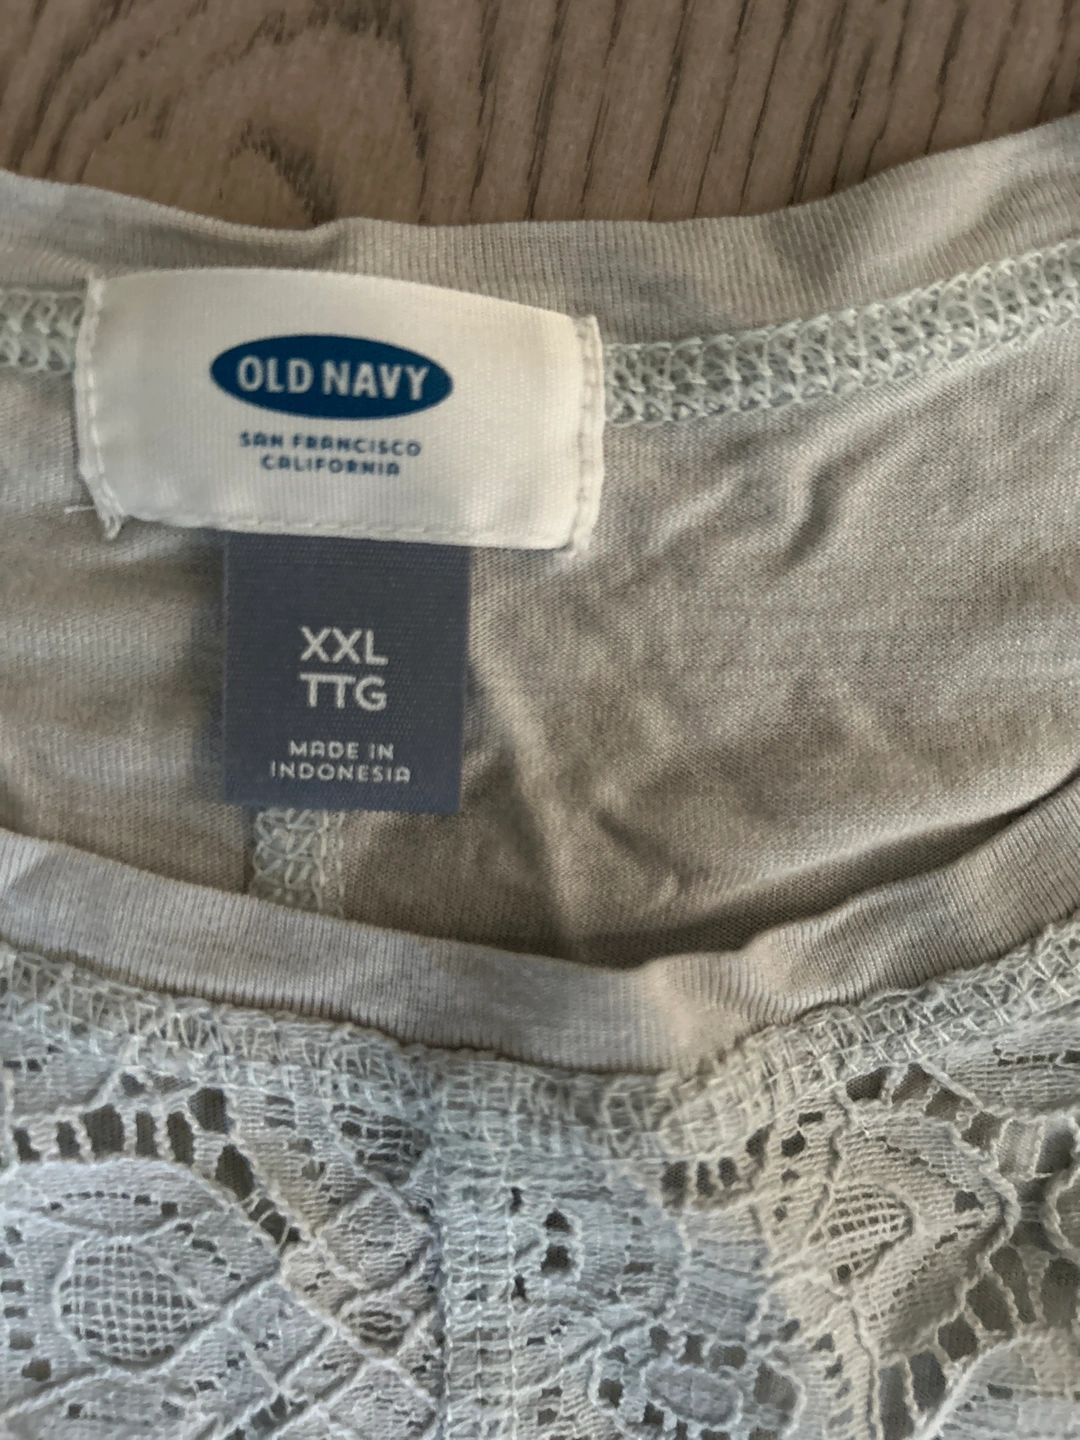 OLD NAVY
SAN FRANCISCO
CALIFORNIA
XXL
TTG
MADE IN
INDONESIA